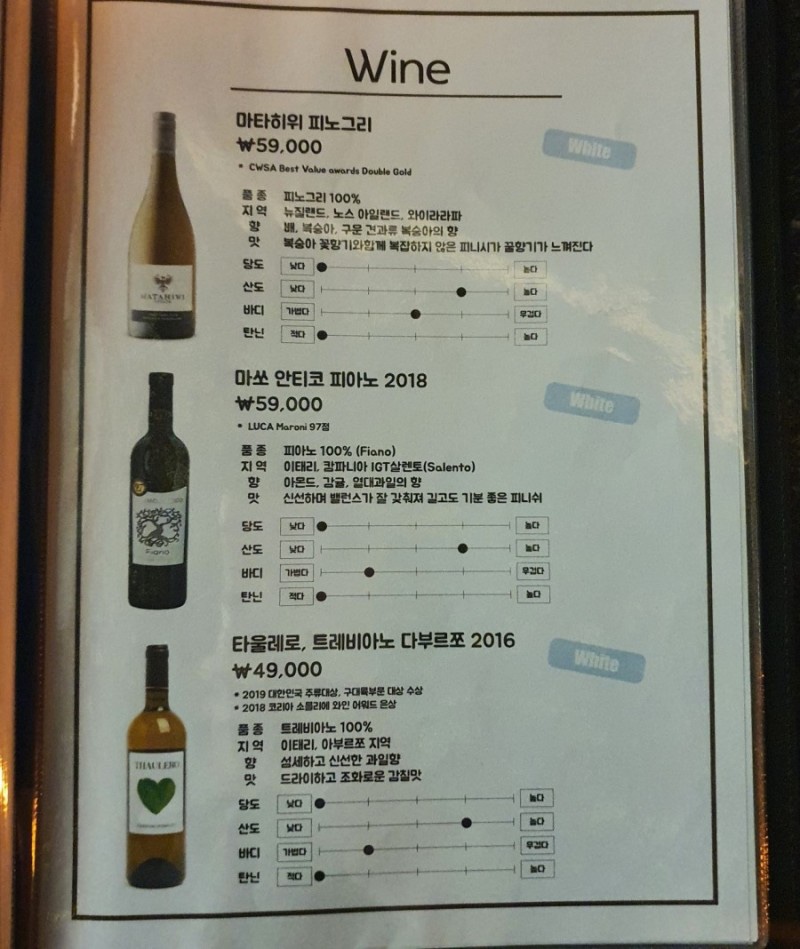 Wine
마타히위 피노그리
White
₩59,000
* CWSA Best Value awards Double Gold
품종 피노그리 100%
지역 뉴질랜드, 노스 아일랜드, 와이라라파
향 배, 복숭아, 구운 견과류 복숭아의 향
맛 복숭아 꽃향기와함께 복잡하지 않은 피니시가 꿀향기가 느껴진다
당도 낮다 높다
산도 낮다 높다
바디 가볍다 무겁다
탄닌 적다 높다
MATAHIWI
마쏘 안티코 피아노 2018
White
₩59,000
* LUCA Maroni 97점
품종 피아노 100% (Fiano)
지역 이태리, 캄파니아 IGT살렌토(Salento)
향 아몬드, 감귤, 열대과일의 향
맛 신선하며 밸런스가 잘 갖춰져 길고도 기분 좋은 피니쉬
당도 낮다 높다
산도 낮다 높다
바디 가볍다 무겁다
탄닌 적다 높다
Fiano
타울레로, 트레비아노 다부르쪼 2016
White
₩49,000
* 2019 대한민국 주류대상, 구대륙부문 대상 수상
* 2018 코리아 소믈리에 와인 어워드 은상
품종 트레비아노 100%
지역 이태리, 아부르쪼 지역
향 섬세하고 신선한 과일향
맛 드라이하고 조화로운 감칠맛
당도 낮다 높다
산도 낮다 높다
바디 가볍다 무겁다
탄닌 적다 높다
THAULERO